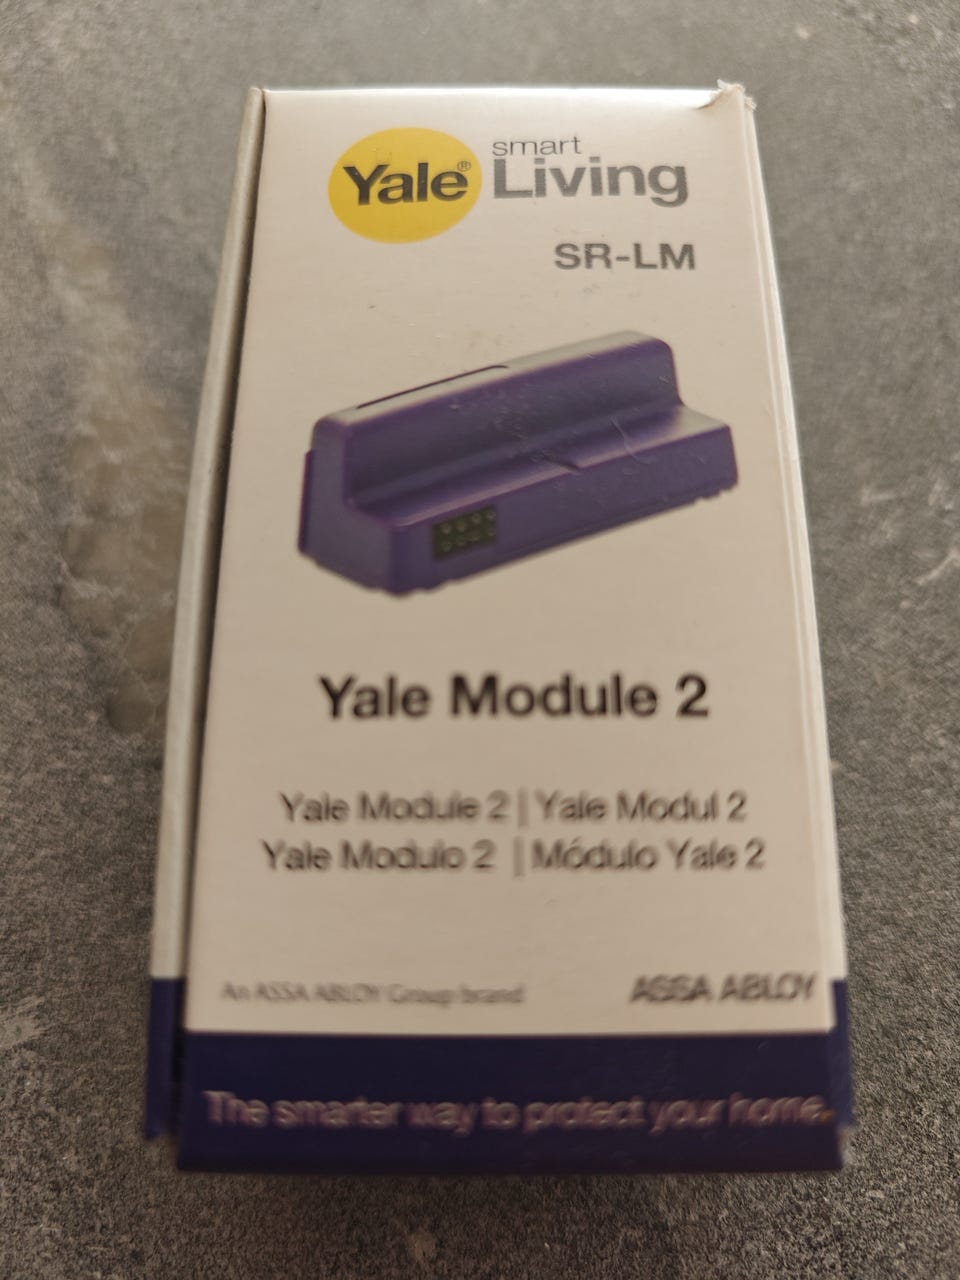 Yale®
smart
Living
SR-LM
Yale Module 2
Yale Module 2 | Yale Modul 2
Yale Modulo 2 | Módulo Yale 2
An ASSA ABLOY Group brand
ASSA ABLOY
The smarter way to protect your home.